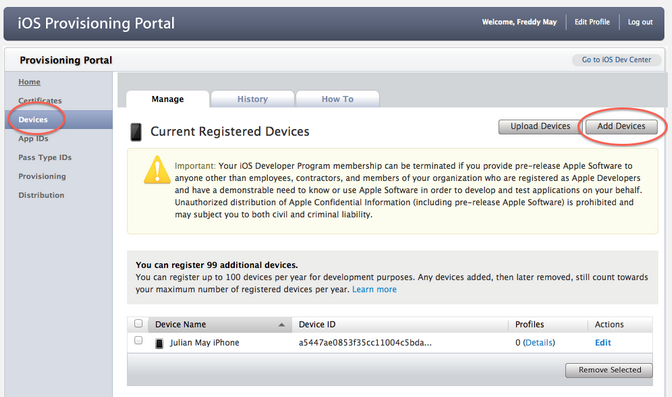 iOS Provisioning Portal
Welcome, Freddy May
Edit Profile
Log out
Provisioning Portal
Go to iOS Dev Center
Home
Certificates
Devices
App IDs
Pass Type IDs
Provisioning
Distribution
Manage
History
How To
Current Registered Devices
Upload Devices
Add Devices
Important: Your iOS Developer Program membership can be terminated if you provide pre-release Apple Software to
anyone other than employees, contractors, and members of your organization who are registered as Apple Developers
and have a demonstrable need to know or use Apple Software in order to develop and test applications on your behalf.
Unauthorized distribution of Apple Confidential Information (including pre-release Apple Software) is prohibited and
may subject you to both civil and criminal liability.
You can register 99 additional devices.
You can register up to 100 devices per year for development purposes. Any devices added, then later removed, still count towards
your maximum number of registered devices per year. Learn more
Device Name
Device ID
Profiles
Actions
Julian May iPhone
a5447ae0853f35cc11004c5bda...
0 (Details)
Edit
Remove Selected